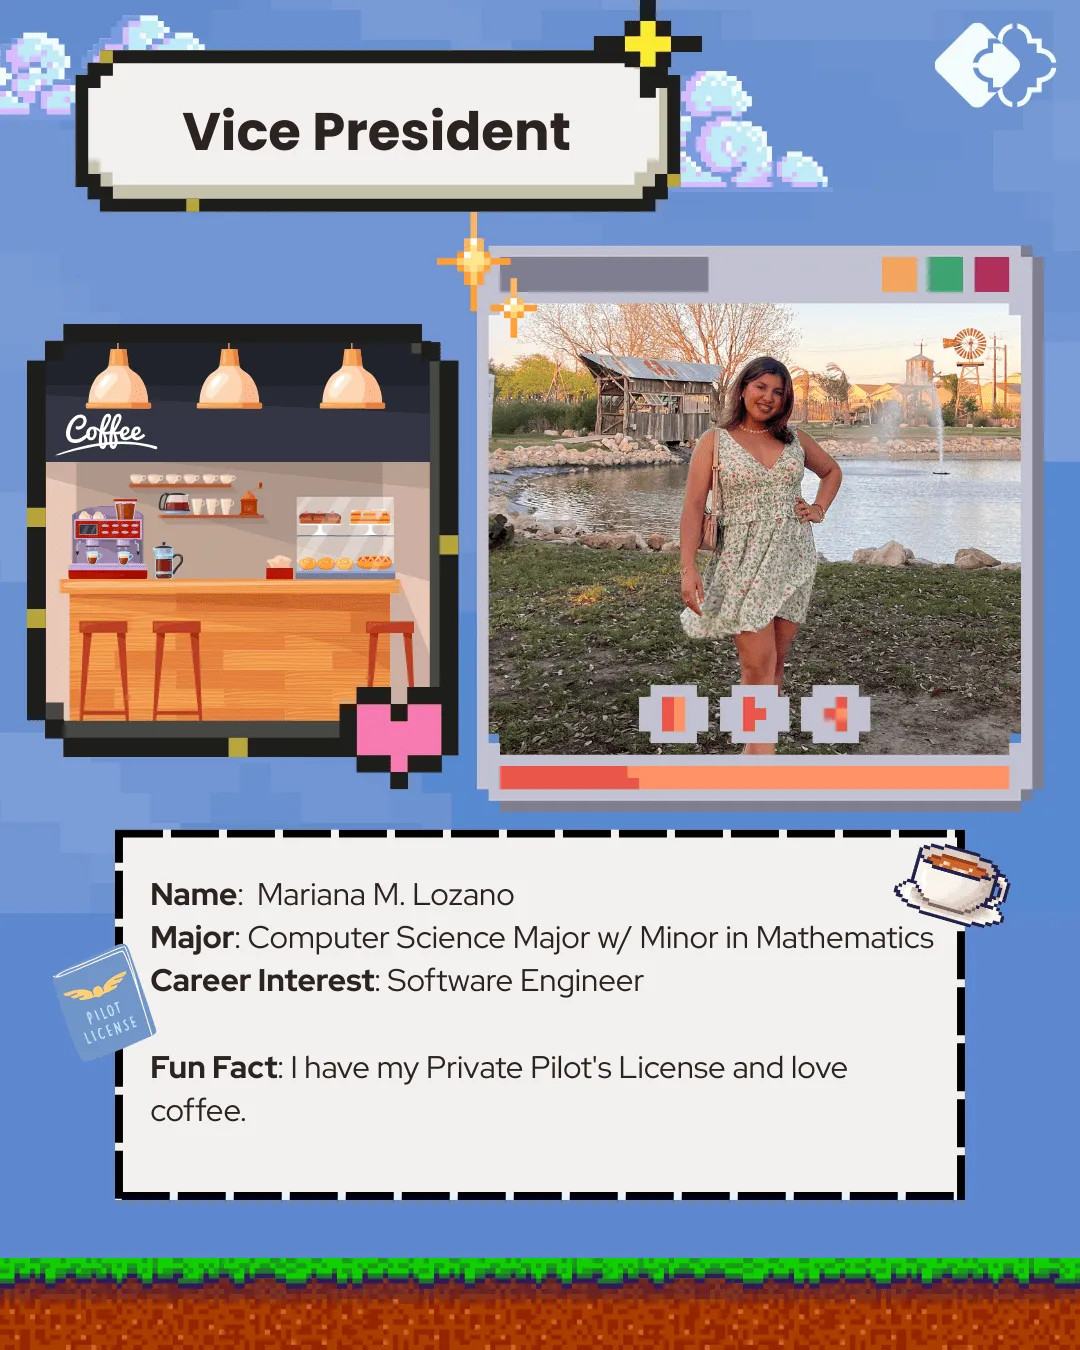 Vice President
Coffee
Name:  Mariana M. Lozano
Major: Computer Science Major w/ Minor in Mathematics
Career Interest: Software Engineer
PILOT
LICENSE
Fun Fact: I have my Private Pilot's License and love
coffee.